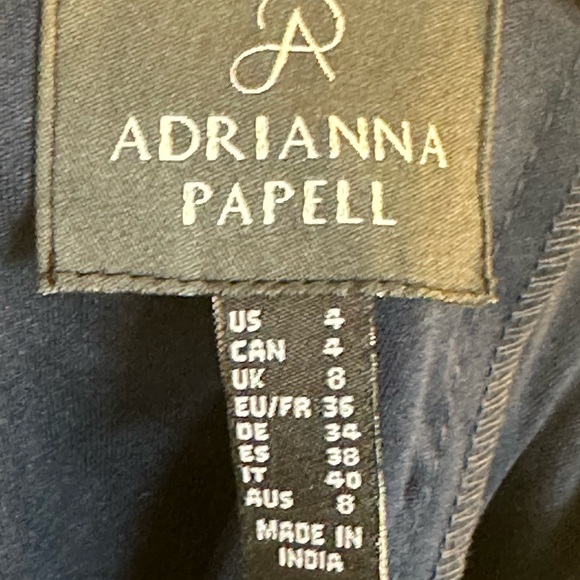 AP
ADRIANNA
PAPELL
US 4
CAN 4
UK 8
EU/FR 36
DE 34
ES 38
IT 40
AUS 8
MADE IN
INDIA